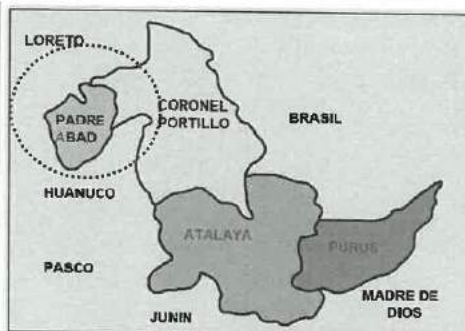 LORETO
PADRE
ABAD
CORONEL
PORTILLO
BRASIL
HUANUCO
ATALAYA
PURUS
PASCO
MADRE DE
DIOS
JUNIN